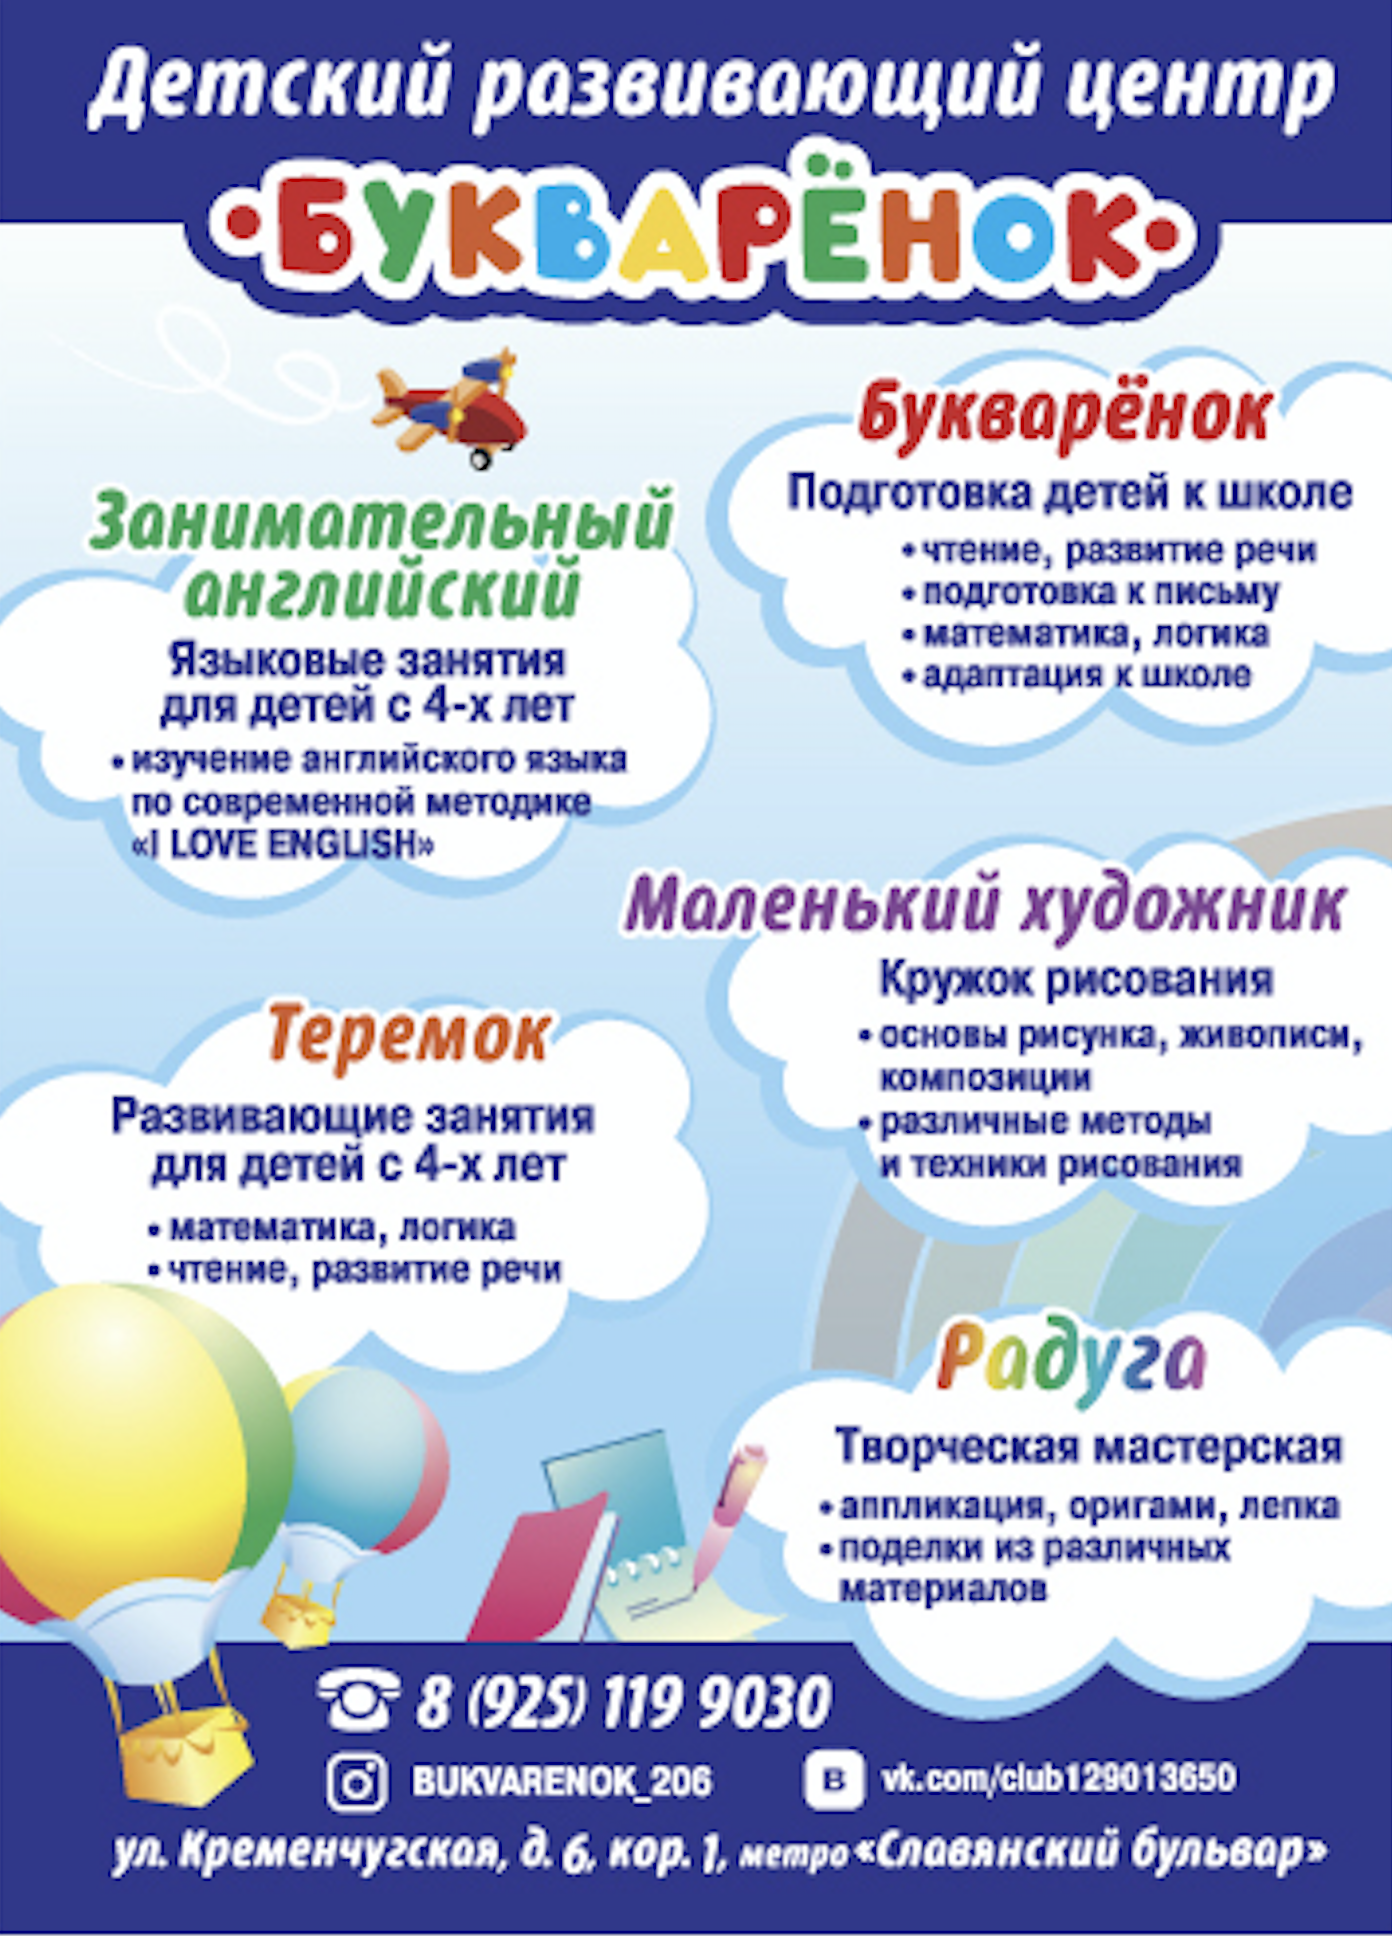 Детский развивающий центр
•БУКВАРЁНОК•
Занимательный
английский
Языковые занятия
для детей с 4-х лет
• изучение английского языка
по современной методике
«I LOVE ENGLISH»
Букварёнок
Подготовка детей к школе
• чтение, развитие речи
• подготовка к письму
• математика, логика
• адаптация к школе
Маленький художник
Кружок рисования
• основы рисунка, живописи,
композиции
• различные методы
и техники рисования
Теремок
Развивающие занятия
для детей с 4-х лет
• математика, логика
• чтение, развитие речи
Радуга
Творческая мастерская
• аппликация, оригами, лепка
• поделки из различных
материалов
8 (925) 119 9030
BUKVARENOK_206
В vk.com/club129013650
ул. Кременчугская, д. 6, кор. 1, метро «Славянский бульвар»